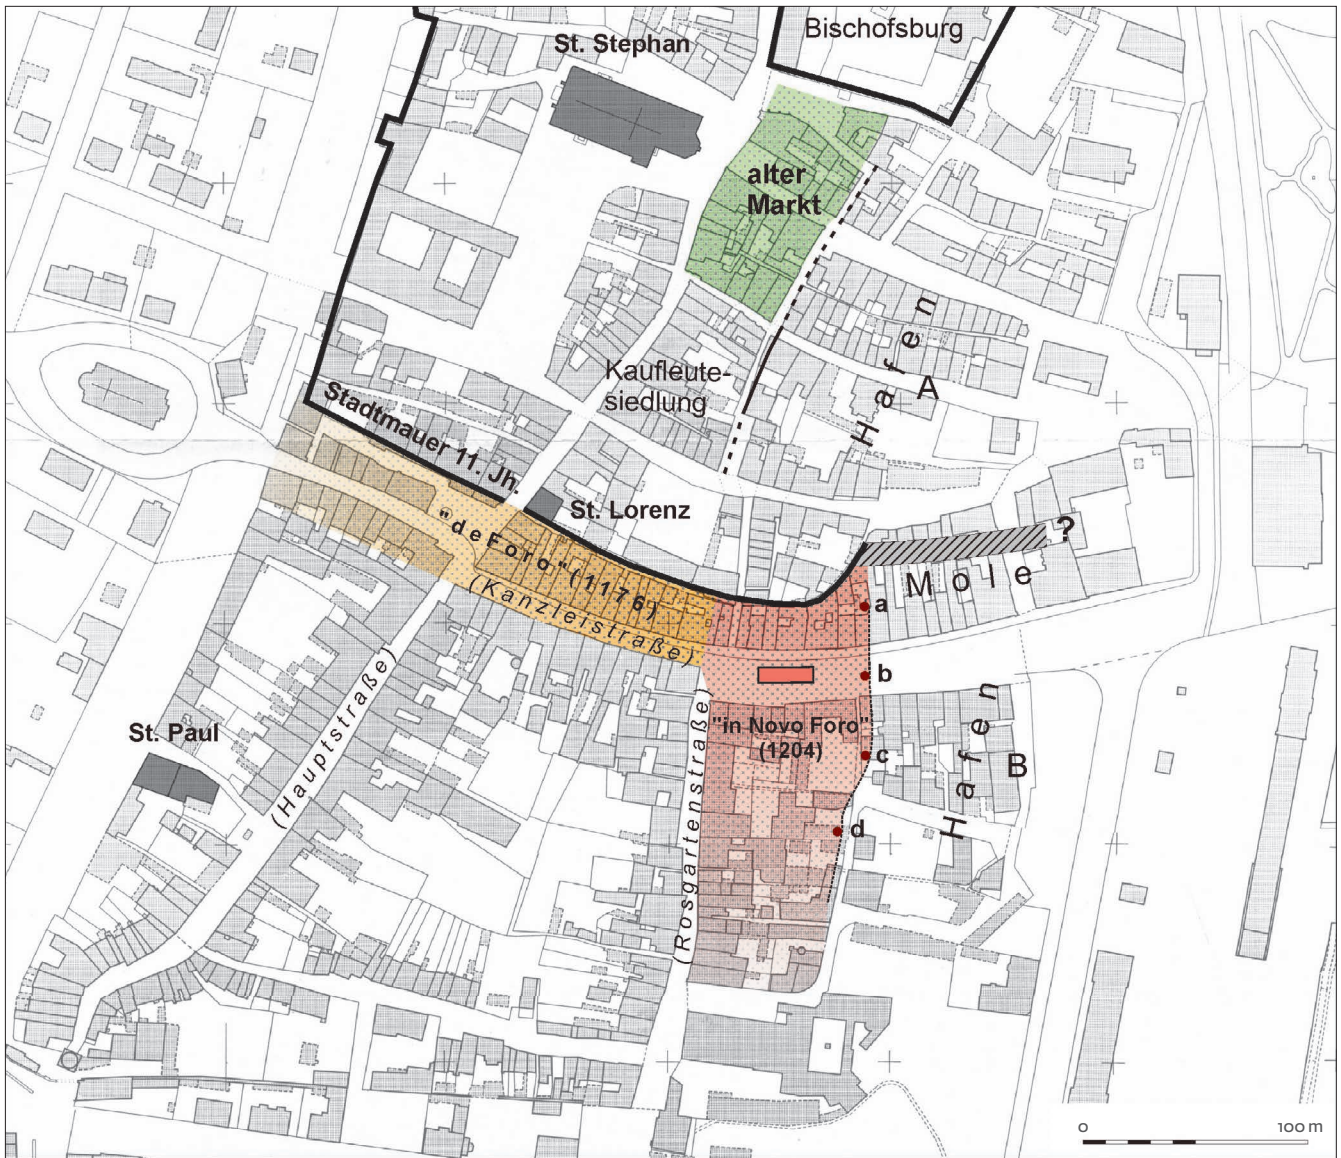 Bischofsburg
St. Stephan
alter
Markt
Hafen
A
Kaufleute-
siedlung
Stadtmauer 11. Jh.
St. Lorenz
"de Foro" (1176)
(Kanzleistraße)
?
Mole
a
b
"in Novo Foro"
(1204)
c
d
Hafen
B
St. Paul
(Hauptstraße)
(Rosgartenstraße)
0 100 m